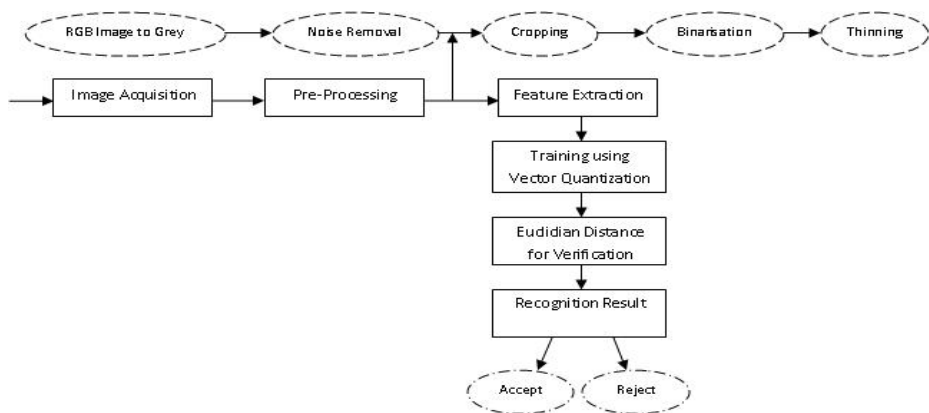 RGB Image to Grey
Noise Removal
Cropping
Binarisation
Thinning
Image Acquisition
Pre-Processing
Feature Extraction
Training using
Vector Quantization
Euclidian Distance
for Verification
Recognition Result
Accept
Reject